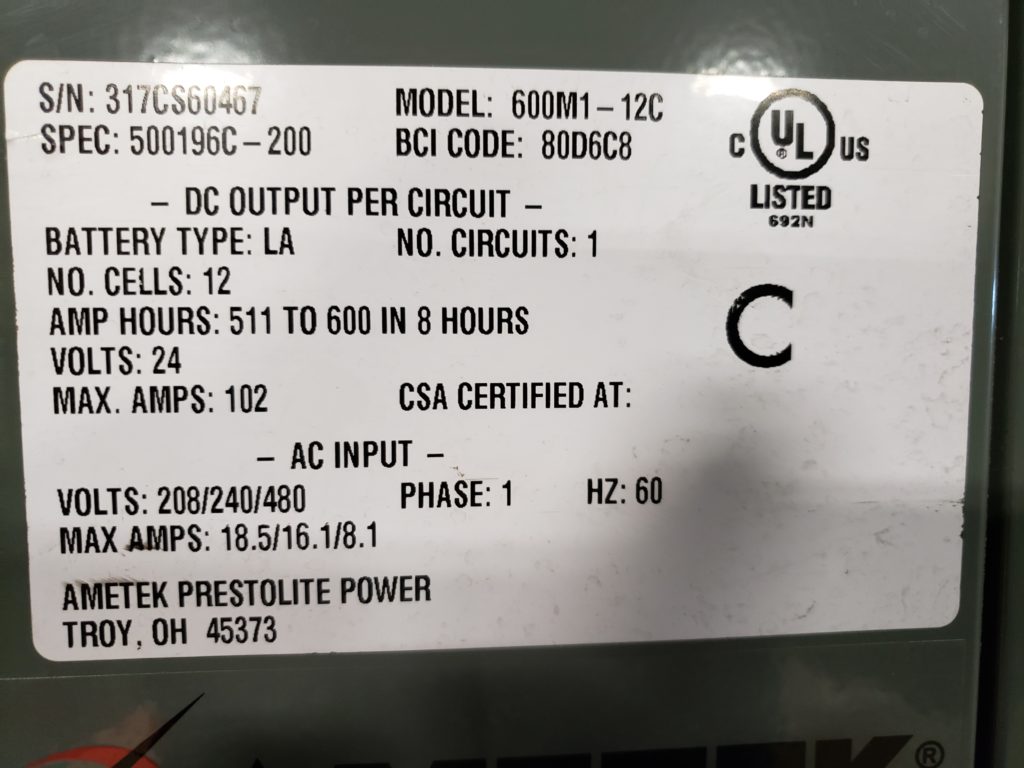 S/N: 317CS60467
MODEL: 600M1-12C
SPEC: 500196C-200
BCI CODE: 80D6C8
C UL ® US
LISTED
692N
- DC OUTPUT PER CIRCUIT -
BATTERY TYPE: LA
NO. CIRCUITS: 1
NO. CELLS: 12
AMP HOURS: 511 TO 600 IN 8 HOURS
VOLTS: 24
MAX. AMPS: 102
C
CSA CERTIFIED AT:
- AC INPUT -
VOLTS: 208/240/480
PHASE: 1
HZ: 60
MAX AMPS: 18.5/16.1/8.1
AMETEK PRESTOLITE POWER
TROY, OH 45373
AMETEK®